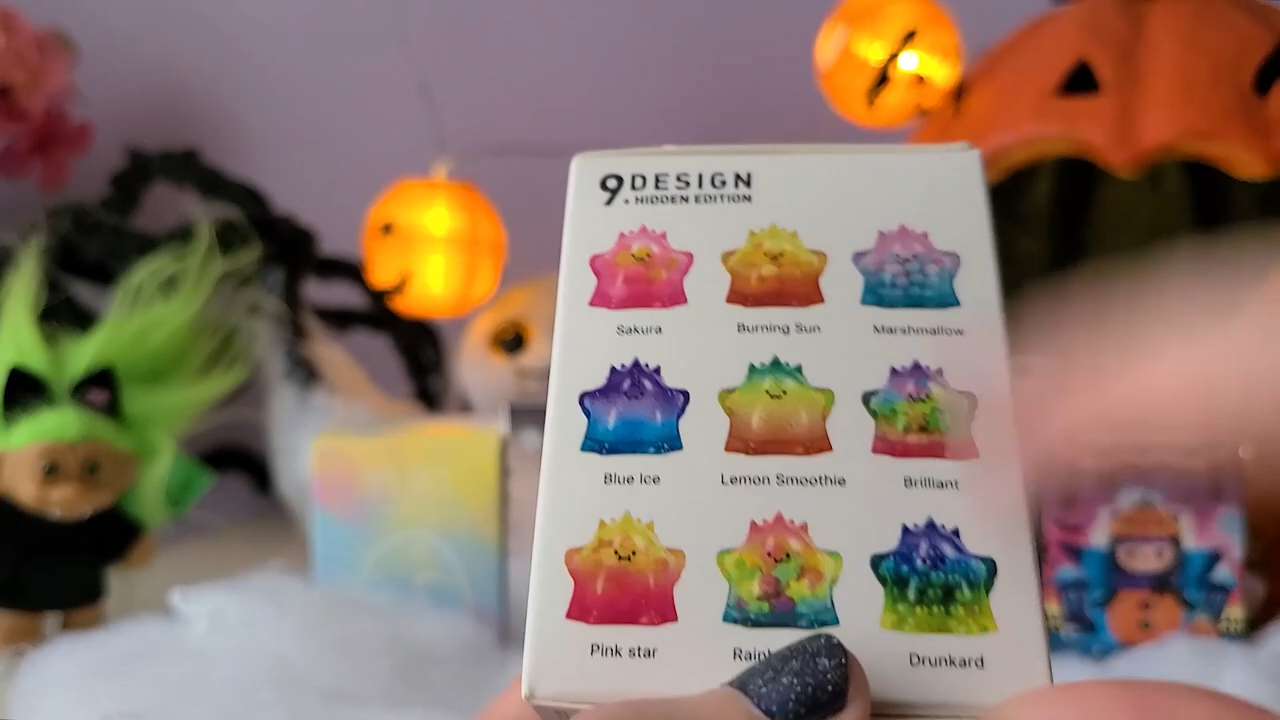 9 DESIGN
+ HIDDEN EDITION
Sakura Burning Sun Marshmallow
Blue Ice Lemon Smoothie Brilliant
Pink star Drunkard